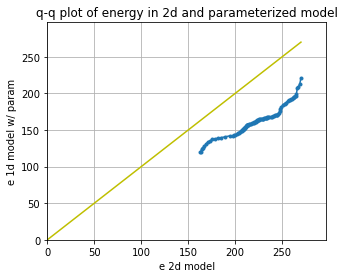 q-q plot of energy in 2d and parameterized model
e 1d model w/ param
250
200
150
100
50
0
0 50 100 150 200 250
e 2d model